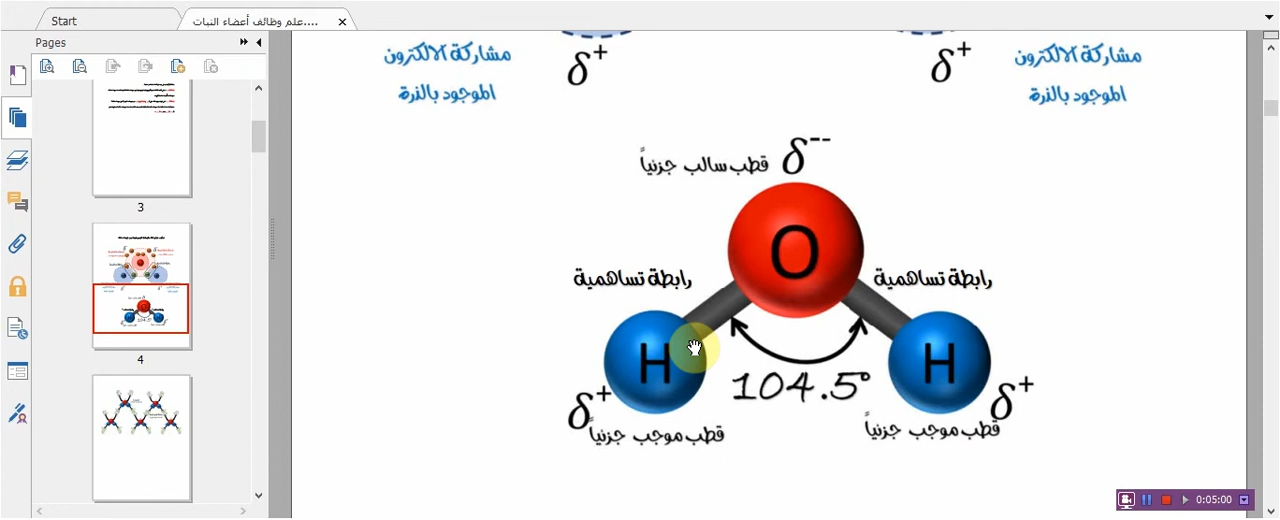 Start
علم وظائف أعضاء النبات....
Pages
3
4
δ+
δ+
مشاركة الالكترون
الموجود بالذرة
مشاركة الالكترون
الموجود بالذرة
قطب سالب جزئياً
δ--
O
رابطة تساهمية
رابطة تساهمية
H
H
104.5°
δ+
δ+
قطب موجب جزئياً
قطب موجب جزئياً
0:05:00